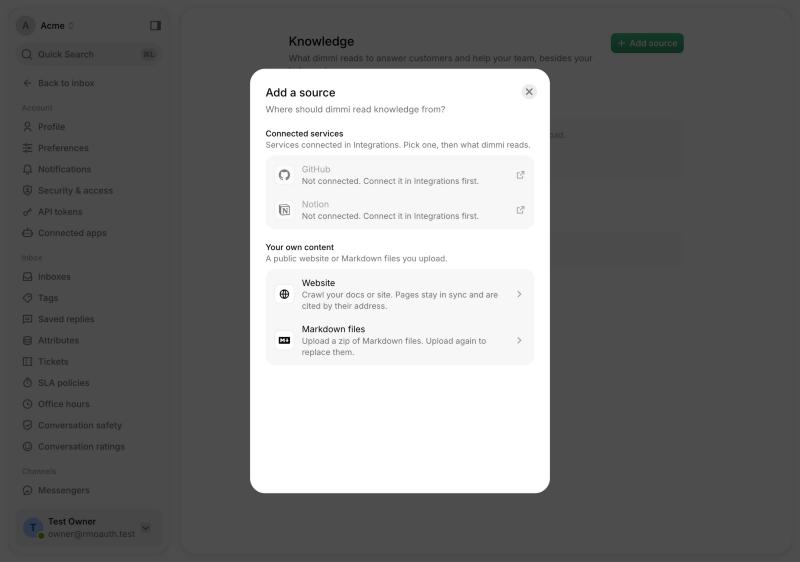 A Acme
Quick Search ⌘L
Back to inbox
Account
Profile
Preferences
Notifications
Security & access
API tokens
Connected apps
Inbox
Inboxes
Tags
Saved replies
Attributes
Tickets
SLA policies
Office hours
Conversation safety
Conversation ratings
Channels
Messengers
T Test Owner
owner@rmoauth.test
Knowledge
+ Add source
What dimmi reads to answer customers and help your team, besides your
Add a source
Where should dimmi read knowledge from?
Connected services
Services connected in Integrations. Pick one, then what dimmi reads.
GitHub
Not connected. Connect it in Integrations first.
Notion
Not connected. Connect it in Integrations first.
Your own content
A public website or Markdown files you upload.
Website
Crawl your docs or site. Pages stay in sync and are
cited by their address.
Markdown files
Upload a zip of Markdown files. Upload again to
replace them.